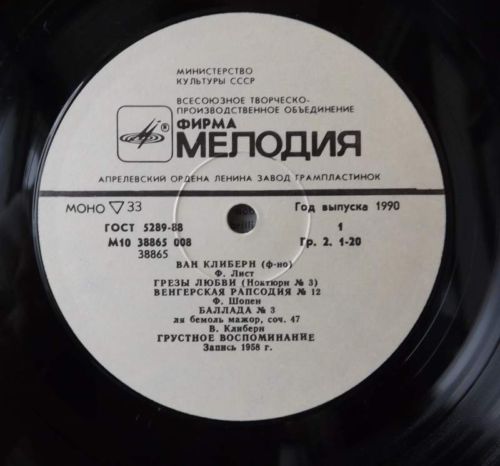 МИНИСТЕРСТВО
КУЛЬТУРЫ СССР
ВСЕСОЮЗНОЕ ТВОРЧЕСКО-
ПРОИЗВОДСТВЕННОЕ ОБЪЕДИНЕНИЕ
ФИРМА
МЕЛОДИЯ
АПРЕЛЕВСКИЙ ОРДЕНА ЛЕНИНА ЗАВОД ГРАМПЛАСТИНОК
МОНО ▽ 33 Год выпуска 1990
ГОСТ 5289-88 1
М10 38865 008 Гр. 2. 1-20
38865
ВАН КЛИБЕРН (ф-но)
Ф. Лист
ГРЕЗЫ ЛЮБВИ (Ноктюрн № 3)
ВЕНГЕРСКАЯ РАПСОДИЯ № 12
Ф. Шопен
БАЛЛАДА № 3
ля бемоль мажор, соч. 47
В. Клиберн
ГРУСТНОЕ ВОСПОМИНАНИЕ
Запись 1958 г.